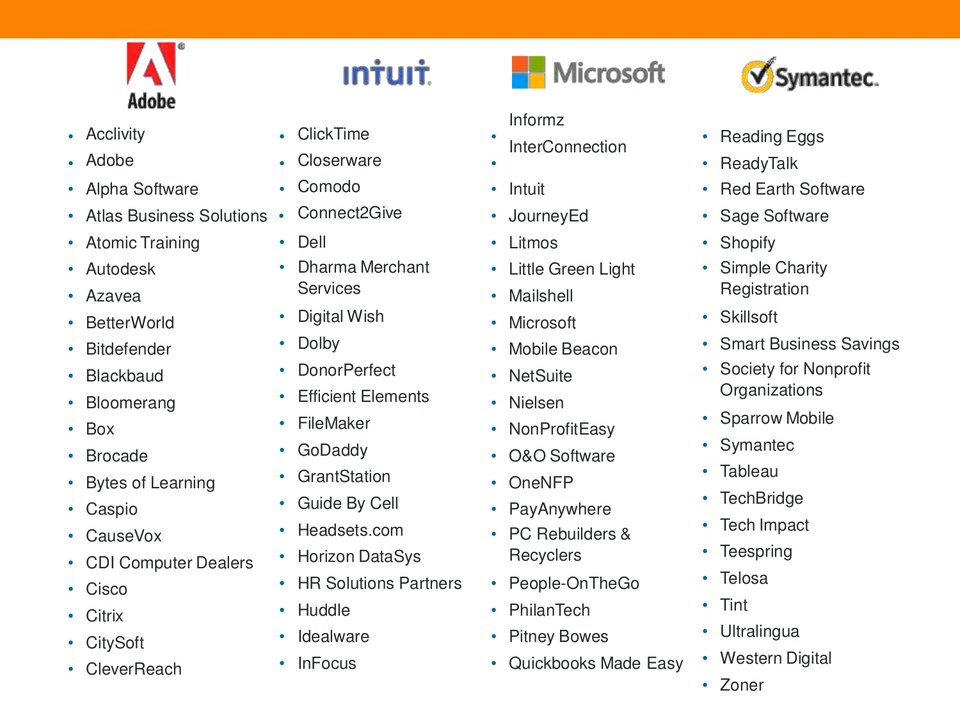 Adobe
intuit.
Microsoft
Symantec.
Acclivity
Adobe
Alpha Software
Atlas Business Solutions
Atomic Training
Autodesk
Azavea
BetterWorld
Bitdefender
Blackbaud
Bloomerang
Box
Brocade
Bytes of Learning
Caspio
CauseVox
CDI Computer Dealers
Cisco
Citrix
CitySoft
CleverReach
ClickTime
Closerware
Comodo
Connect2Give
Dell
Dharma Merchant
Services
Digital Wish
Dolby
DonorPerfect
Efficient Elements
FileMaker
GoDaddy
GrantStation
Guide By Cell
Headsets.com
Horizon DataSys
HR Solutions Partners
Huddle
Idealware
InFocus
Informz
InterConnection
Intuit
JourneyEd
Litmos
Little Green Light
Mailshell
Microsoft
Mobile Beacon
NetSuite
Nielsen
NonProfitEasy
O&O Software
OneNFP
PayAnywhere
PC Rebuilders &
Recyclers
People-OnTheGo
PhilanTech
Pitney Bowes
Quickbooks Made Easy
Reading Eggs
ReadyTalk
Red Earth Software
Sage Software
Shopify
Simple Charity
Registration
Skillsoft
Smart Business Savings
Society for Nonprofit
Organizations
Sparrow Mobile
Symantec
Tableau
TechBridge
Tech Impact
Teespring
Telosa
Tint
Ultralingua
Western Digital
Zoner